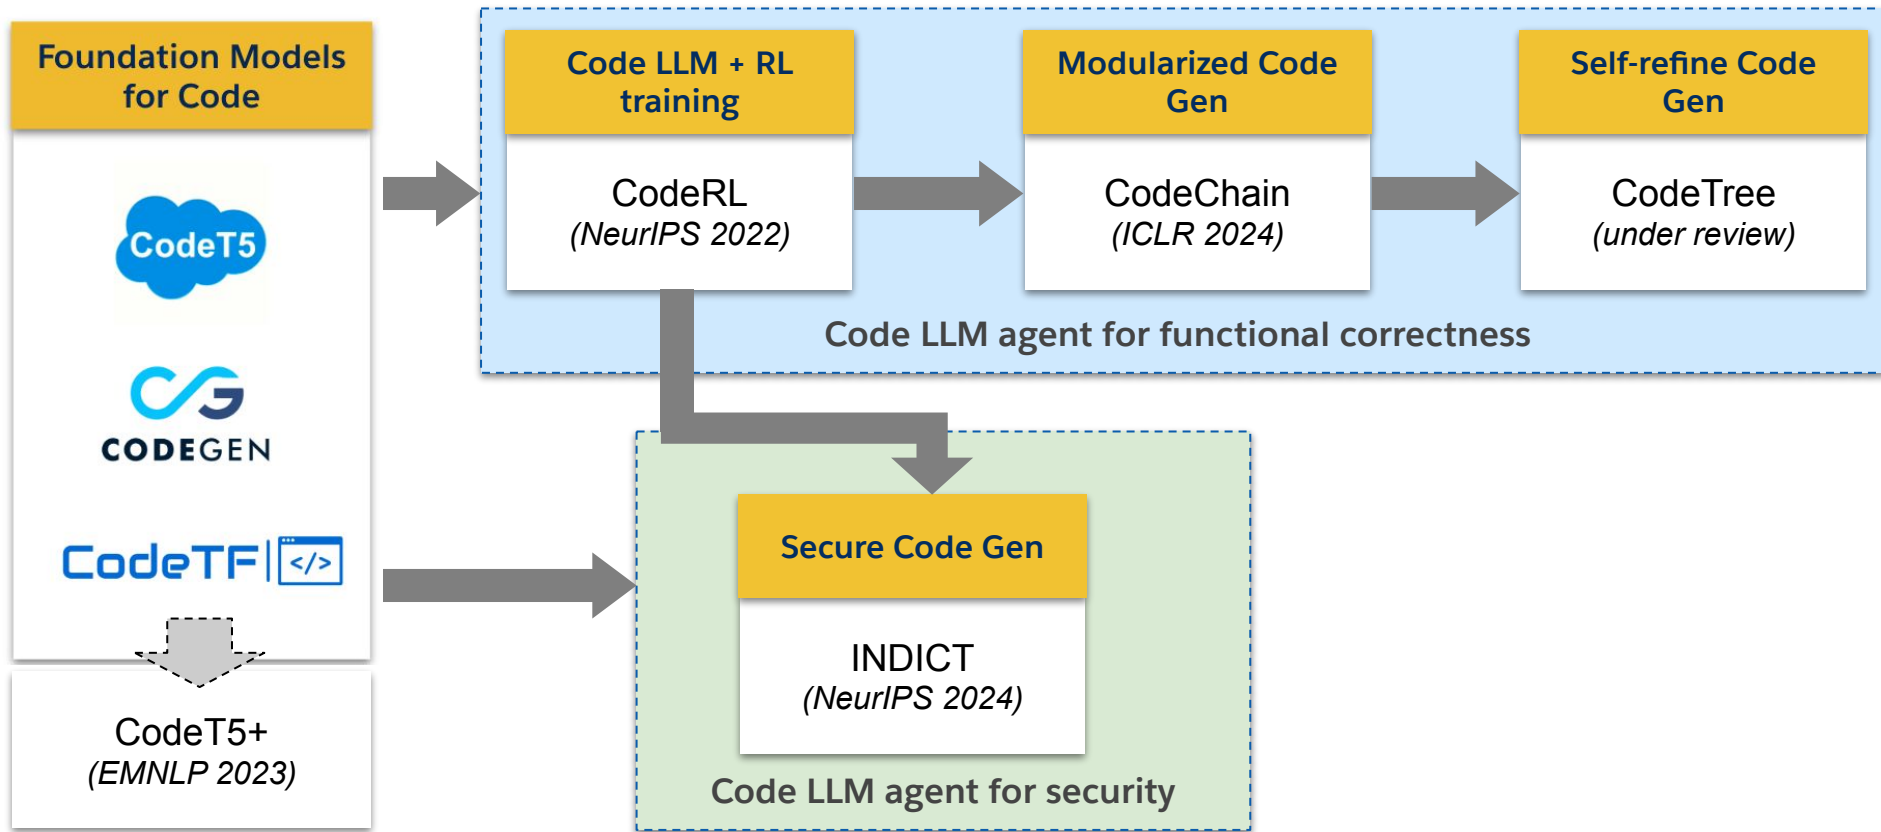 Foundation Models
for Code
CodeT5
CODEGEN
CodeTF
</>
CodeT5+
(EMNLP 2023)
Code LLM + RL
training
CodeRL
(NeurIPS 2022)
Modularized Code
Gen
CodeChain
(ICLR 2024)
Self-refine Code
Gen
CodeTree
(under review)
Code LLM agent for functional correctness
Secure Code Gen
INDICT
(NeurIPS 2024)
Code LLM agent for security